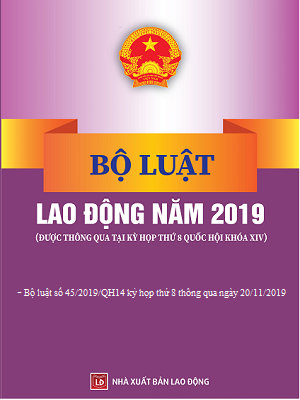 BỘ LUẬT
LAO ĐỘNG NĂM 2019
(ĐƯỢC THÔNG QUA TẠI KỲ HỌP THỨ 8 QUỐC HỘI KHÓA XIV)
– Bộ luật số 45/2019/QH14 kỳ họp thứ 8 thông qua ngày 20/11/2019
LĐ
NHÀ XUẤT BẢN LAO ĐỘNG